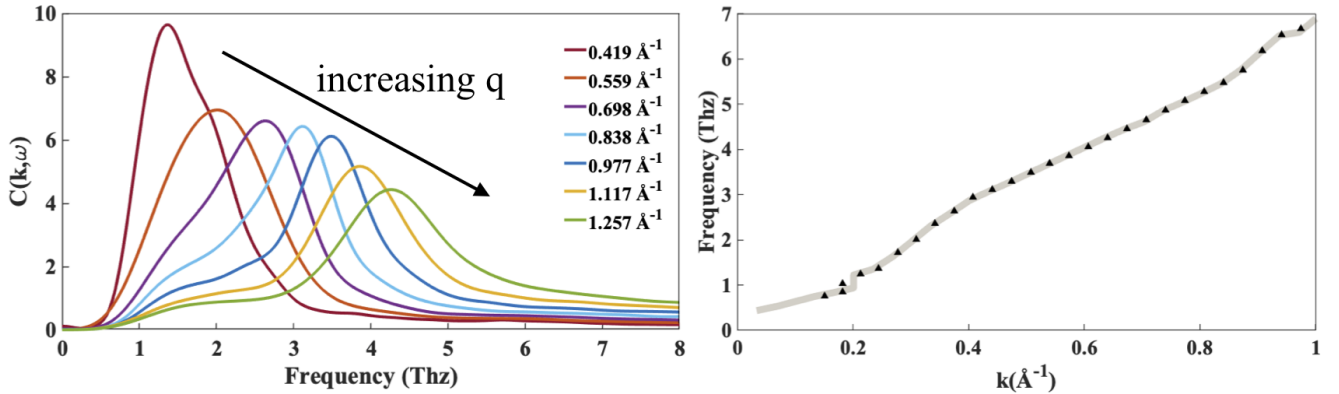 10
8
6
4
2
0
C(k,ω)
0 1 2 3 4 5 6 7 8
Frequency (Thz)
increasing q
0.419 Å-1
0.559 Å-1
0.698 Å-1
0.838 Å-1
0.977 Å-1
1.117 Å-1
1.257 Å-1
7
6
5
4
3
2
1
0
Frequency (Thz)
0 0.2 0.4 0.6 0.8 1
k(Å-1)